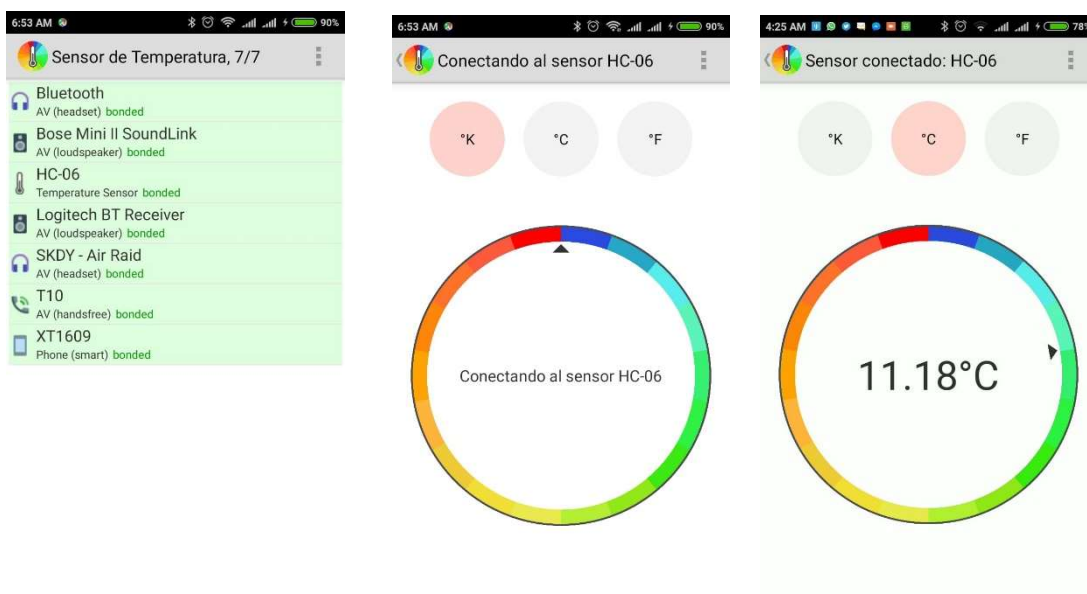 6:53 AM 90%
Sensor de Temperatura, 7/7
Bluetooth
AV (headset) bonded
Bose Mini II SoundLink
AV (loudspeaker) bonded
HC-06
Temperature Sensor bonded
Logitech BT Receiver
AV (loudspeaker) bonded
SKDY - Air Raid
AV (headset) bonded
T10
AV (handsfree) bonded
XT1609
Phone (smart) bonded
6:53 AM 90%
Conectando al sensor HC-06
°K °C °F
Conectando al sensor HC-06
4:25 AM 78%
Sensor conectado: HC-06
°K °C °F
11.18°C